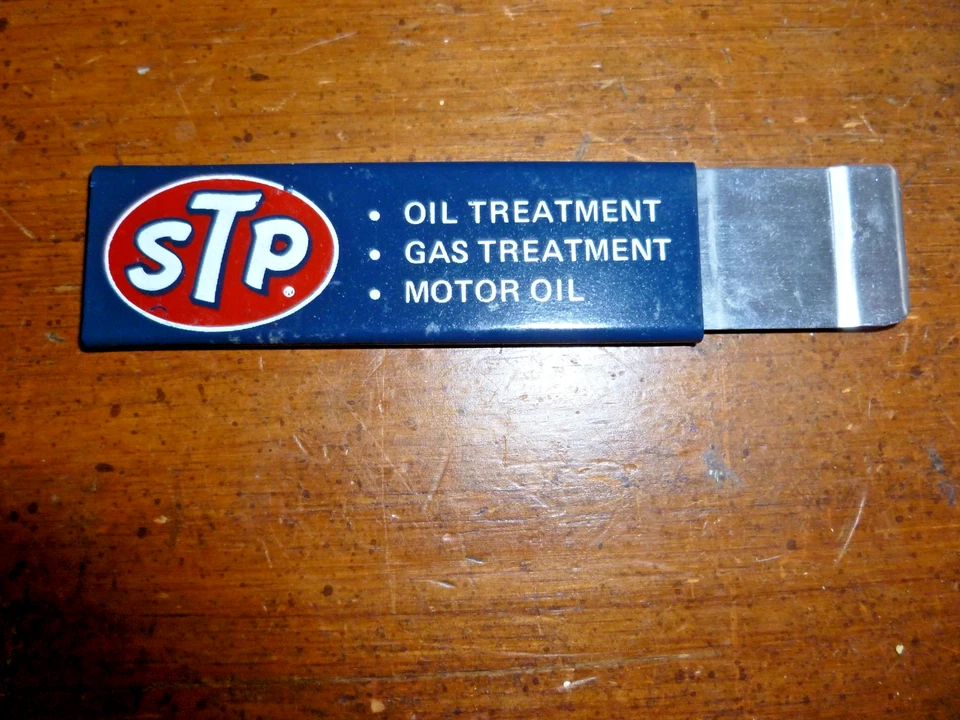 STP®
• OIL TREATMENT
• GAS TREATMENT
• MOTOR OIL